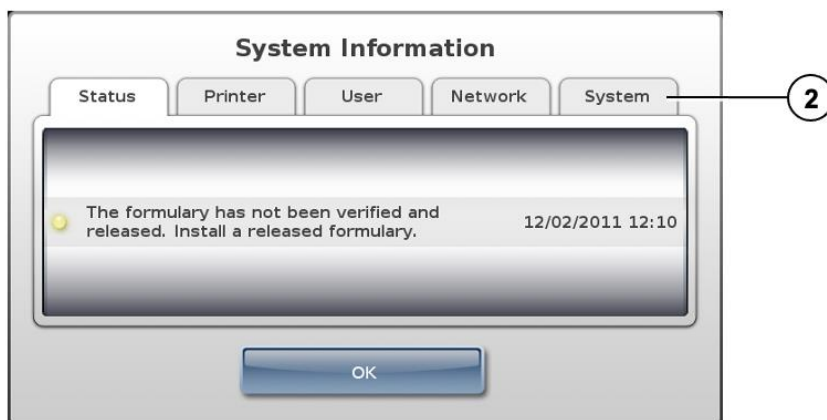 System Information
Status Printer User Network System
2
The formulary has not been verified and
released. Install a released formulary.
12/02/2011 12:10
OK